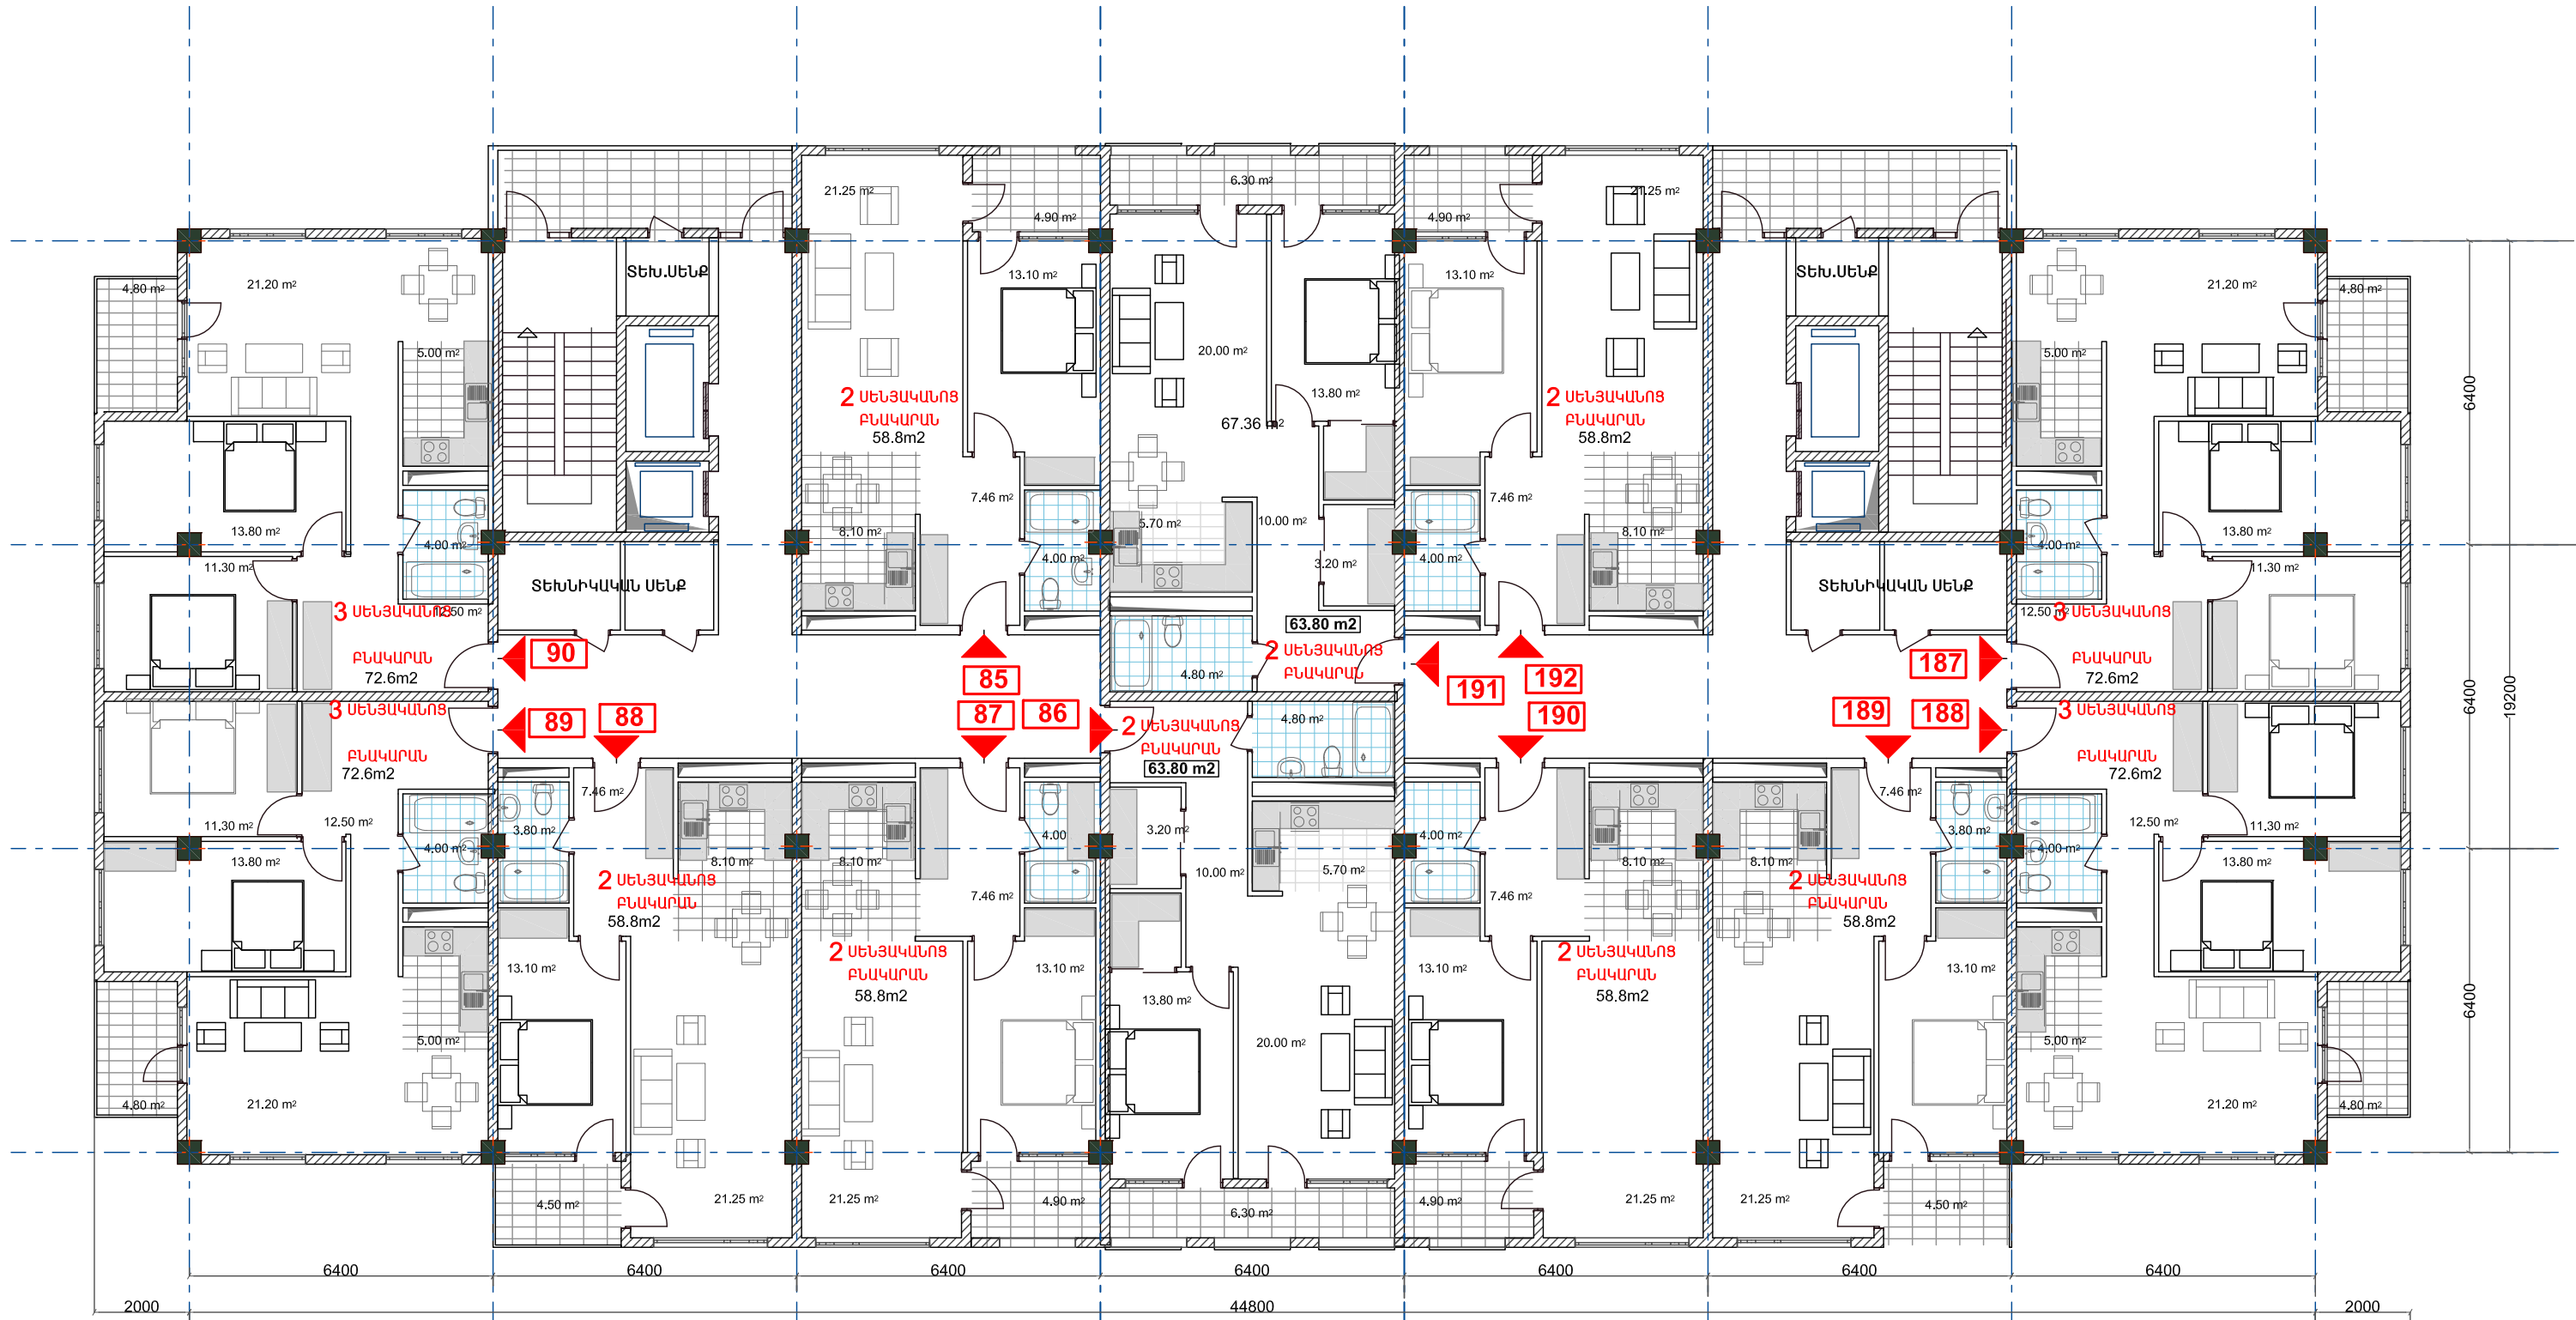 6.30 m²
21.25 m²
4.90 m²
4.90 m²
21.25 m²
ՏԵԽ.ՍԵՆՔ
ՏԵԽ.ՍԵՆՔ
4.80 m²
21.20 m²
13.10 m²
13.10 m²
21.20 m²
4.80 m²
5.00 m²
20.00 m²
5.00 m²
2 ՍԵՆՅԱԿԱՆՈՑ
ԲՆԱԿԱՐԱՆ
58.8m2
13.80 m²
67.36 m²
2 ՍԵՆՅԱԿԱՆՈՑ
ԲՆԱԿԱՐԱՆ
58.8m2
6400
13.80 m²
7.46 m²
8.10 m²
5.70 m²
10.00 m²
7.46 m²
8.10 m²
13.80 m²
4.00 m²
4.00 m²
3.20 m²
4.00 m²
4.00 m²
11.30 m²
11.30 m²
ՏԵԽՆԻԿԱԿԱՆ ՍԵՆՔ
ՏԵԽՆԻԿԱԿԱՆ ՍԵՆՔ
3 ՍԵՆՅԱԿԱՆՈՑ
12.50 m²
ԲՆԱԿԱՐԱՆ
72.6m2
63.80 m2
2 ՍԵՆՅԱԿԱՆՈՑ
ԲՆԱԿԱՐԱՆ
4.80 m²
12.50 m²
3 ՍԵՆՅԱԿԱՆՈՑ
ԲՆԱԿԱՐԱՆ
72.6m2
90
85
191
192
187
89
88
87
86
190
189
188
6400
19200
3 ՍԵՆՅԱԿԱՆՈՑ
ԲՆԱԿԱՐԱՆ
72.6m2
2 ՍԵՆՅԱԿԱՆՈՑ
ԲՆԱԿԱՐԱՆ
63.80 m2
4.80 m²
3 ՍԵՆՅԱԿԱՆՈՑ
ԲՆԱԿԱՐԱՆ
72.6m2
7.46 m²
7.46 m²
11.30 m²
12.50 m²
3.80 m²
4.00
3.20 m²
4.00 m²
3.80 m²
12.50 m²
11.30 m²
13.80 m²
4.00 m²
8.10 m²
8.10 m²
10.00 m²
5.70 m²
8.10 m²
8.10 m²
4.00 m²
13.80 m²
2 ՍԵՆՅԱԿԱՆՈՑ
ԲՆԱԿԱՐԱՆ
58.8m2
7.46 m²
7.46 m²
2 ՍԵՆՅԱԿԱՆՈՑ
ԲՆԱԿԱՐԱՆ
58.8m2
2 ՍԵՆՅԱԿԱՆՈՑ
ԲՆԱԿԱՐԱՆ
58.8m2
2 ՍԵՆՅԱԿԱՆՈՑ
ԲՆԱԿԱՐԱՆ
58.8m2
13.10 m²
13.10 m²
13.80 m²
13.10 m²
13.10 m²
6400
5.00 m²
20.00 m²
5.00 m²
4.80 m²
21.20 m²
21.20 m²
4.80 m²
4.50 m²
21.25 m²
21.25 m²
4.90 m²
6.30 m²
4.90 m²
21.25 m²
21.25 m²
4.50 m²
6400
6400
6400
6400
6400
6400
6400
2000
44800
2000